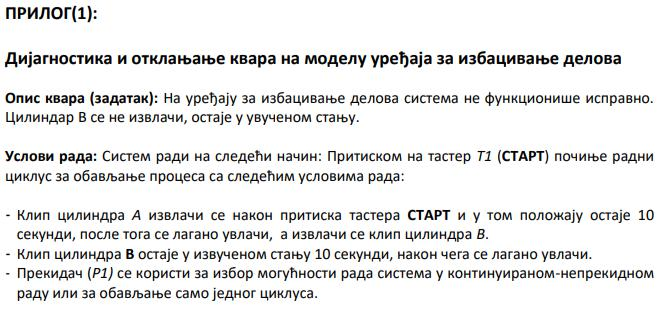 ПРИЛОГ(1):
Дијагностика и отклањање квара на моделу уређаја за избацивање делова
Опис квара (задатак): На уређају за избацивање делова система не функционише исправно.
Цилиндар В се не извлачи, остаје у увученом стању.
Услови рада: Систем ради на следећи начин: Притиском на тастер Т1 (СТАРТ) почиње радни
циклус за обављање процеса са следећим условима рада:
- Клип цилиндра А извлачи се након притиска тастера СТАРТ и у том положају остаје 10
секунди, после тога се лагано увлачи, а извлачи се клип цилиндра В.
- Клип цилиндра В остаје у извученом стању 10 секунди, након чега се лагано увлачи.
- Прекидач (Р1) се користи за избор могућности рада система у континуираном-непрекидном
раду или за обављање само једног циклуса.